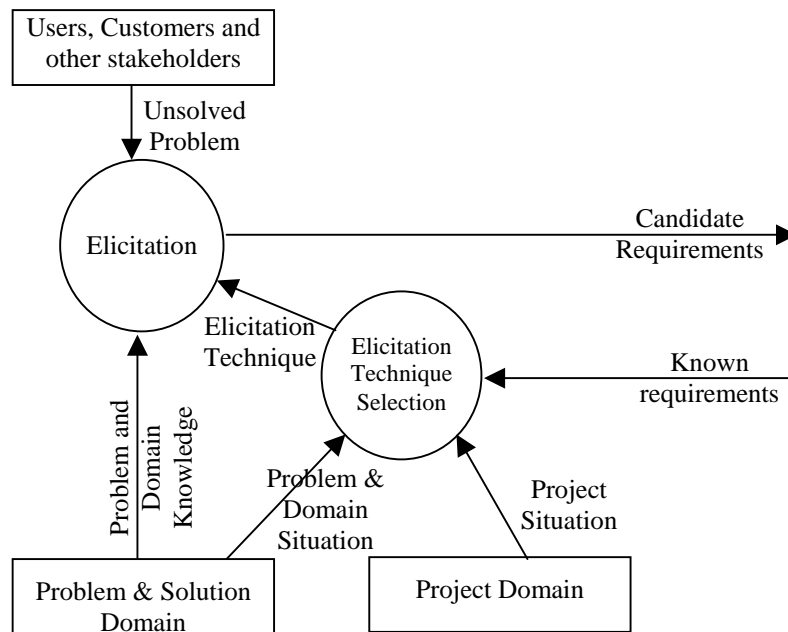 Users, Customers and
other stakeholders
Unsolved
Problem
Elicitation
Candidate
Requirements
Elicitation
Technique
Elicitation
Technique
Selection
Known
requirements
Problem and
Domain
Knowledge
Problem &
Domain
Situation
Project
Situation
Problem & Solution
Domain
Project Domain